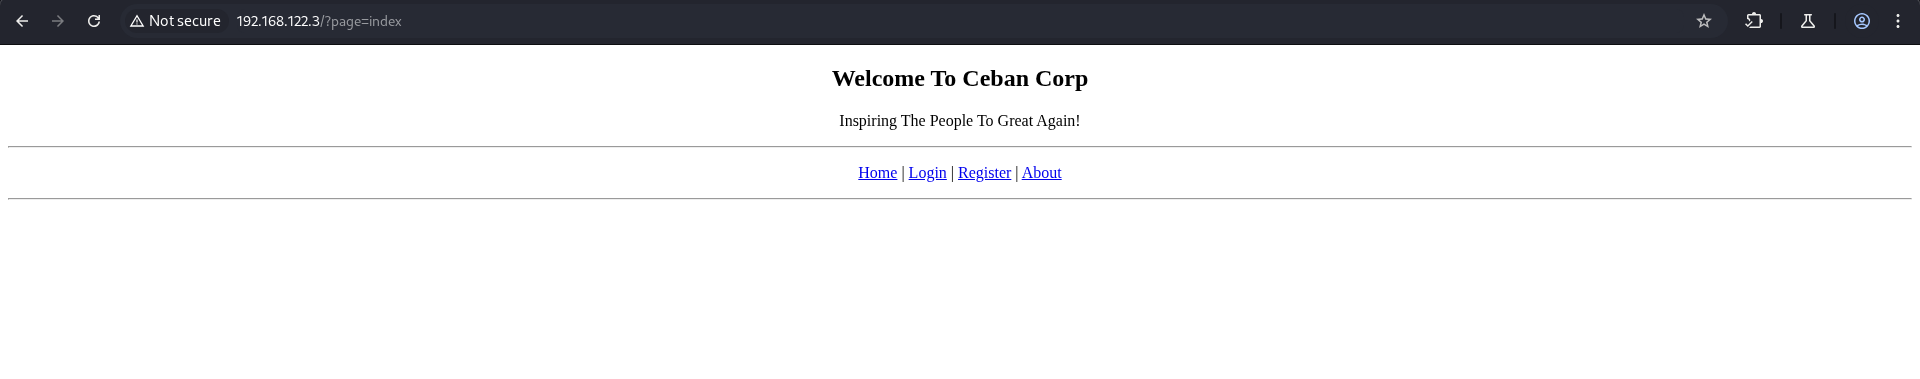 Not secure 192.168.122.3/?page=index
Welcome To Ceban Corp
Inspiring The People To Great Again!
Home | Login | Register | About